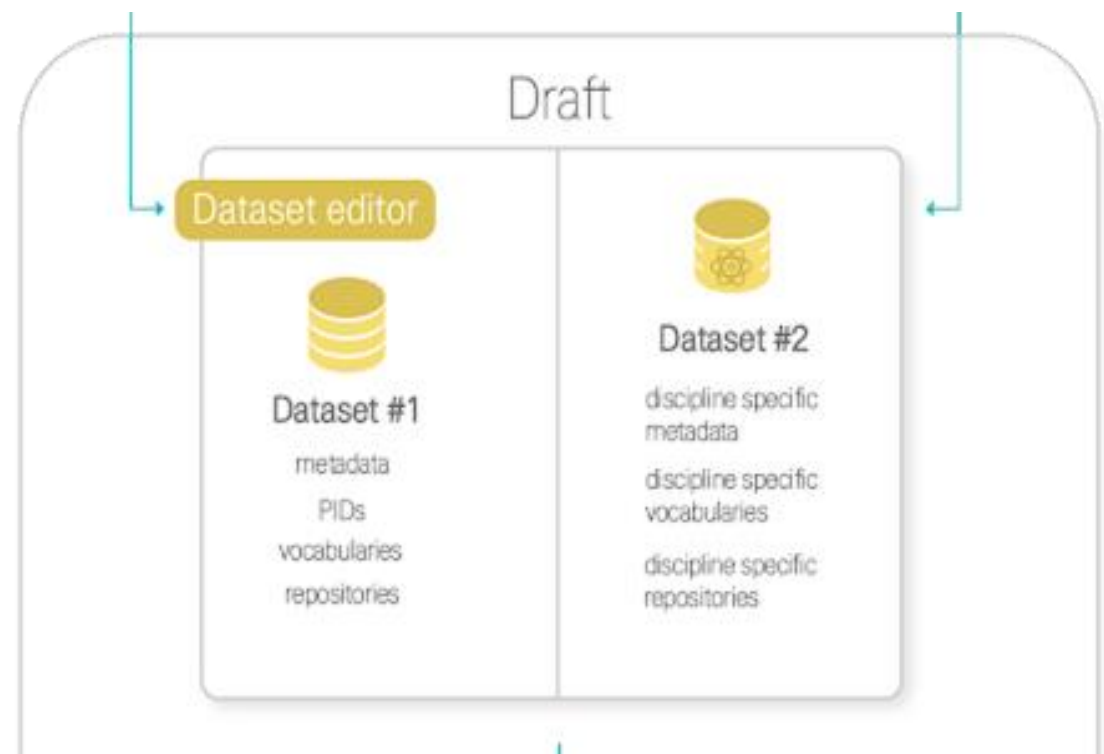 Draft
Dataset editor
Dataset #1
metadata
PIDs
vocabularies
repositories
Dataset #2
discipline specific
metadata
discipline specific
vocabularies
discipline specific
repositories